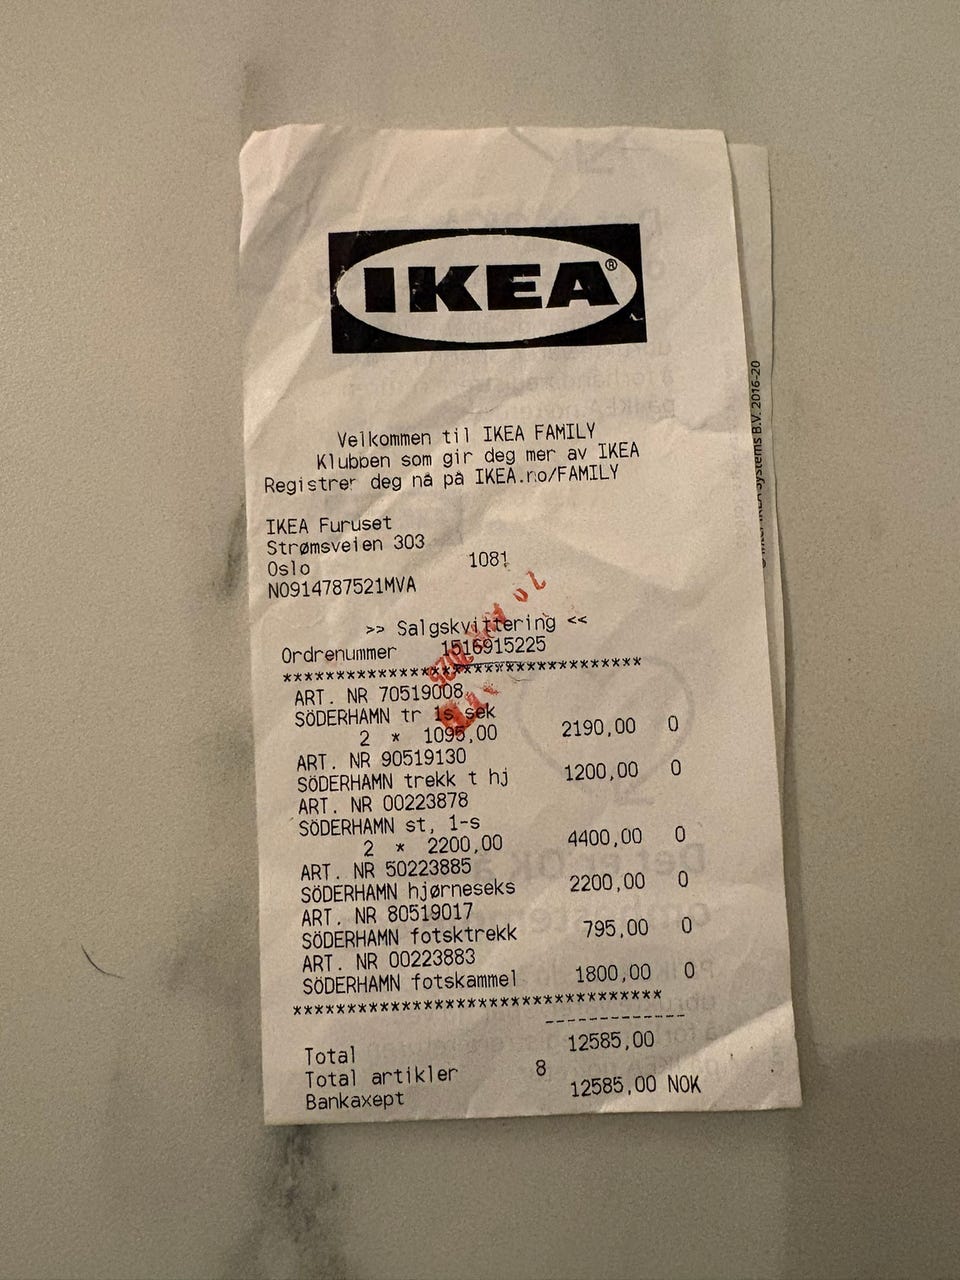 IKEA®
Velkommen til IKEA FAMILY
Klubben som gir deg mer av IKEA
Registrer deg nå på IKEA.no/FAMILY
IKEA Furuset
Strømsveien 303
Oslo 1081
NO914787521MVA
>> Salgskvittering <<
Ordrenummer 1516915225
**********************************
ART. NR 70519008
SÖDERHAMN tr 1s sek
2 * 1095,00 2190,00 0
ART. NR 90519130
SÖDERHAMN trekk t hj 1200,00 0
ART. NR 00223878
SÖDERHAMN st, 1-s
2 * 2200,00 4400,00 0
ART. NR 50223885
SÖDERHAMN hjørneseks 2200,00 0
ART. NR 80519017
SÖDERHAMN fotsktrekk 795,00 0
ART. NR 00223883
SÖDERHAMN fotskammel 1800,00 0
**********************************
---------------
Total 12585,00
Total artikler 8
Bankaxept 12585,00 NOK
Systems B.V. 2016-20